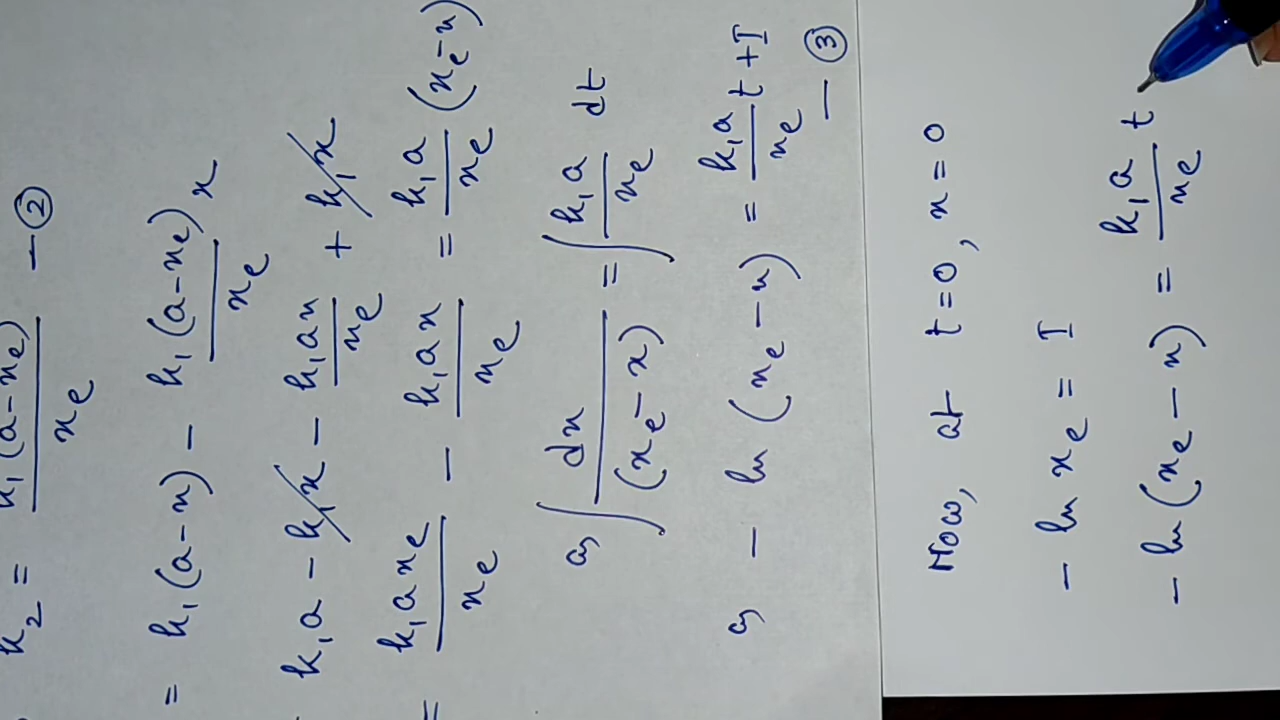 k₂ = k₁(a-xₑ)/xₑ — ②
= k₁(a-x) - k₁(a-xₑ)/xₑ x
k₁a - k₁x - k₁ax/xₑ + k₁x
= k₁axₑ/xₑ - k₁ax/xₑ = k₁a/xₑ (xₑ-x)
∫ dx/(xₑ-x) = ∫ k₁a/xₑ dt
- ln (xₑ-x) = k₁a/xₑ t + I
— ③
Now, at t=0, x=0
- ln xₑ = I
- ln(xₑ-x) = k₁a/xₑ t